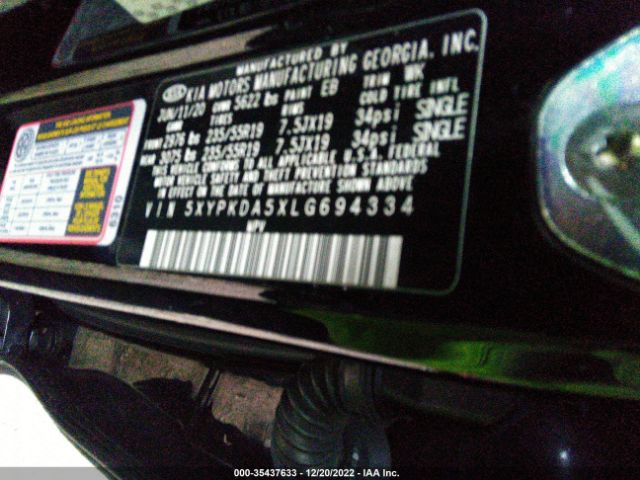 MANUFACTURED BY
KIA KIA MOTORS MANUFACTURING GEORGIA, INC.
JUN/11/20 GVWR 5622 lbs PAINT EB TRIM WK
GAWR TIRES RIMS COLD TIRE INFL
FRONT 2976 lbs 235/55R19 7.5JX19 34psi SINGLE
REAR 3075 lbs 235/55R19 7.5JX19 34psi SINGLE
THIS VEHICLE CONFORMS TO ALL APPLICABLE U.S.A. FEDERAL
MOTOR VEHICLE SAFETY AND THEFT PREVENTION STANDARDS
IN EFFECT ON THE DATE OF MANUFACTURE SHOWN ABOVE.
VIN 5XYPKDA5XLG694334
MPV
6310
000-35437633 - 12/20/2022 - IAA Inc.